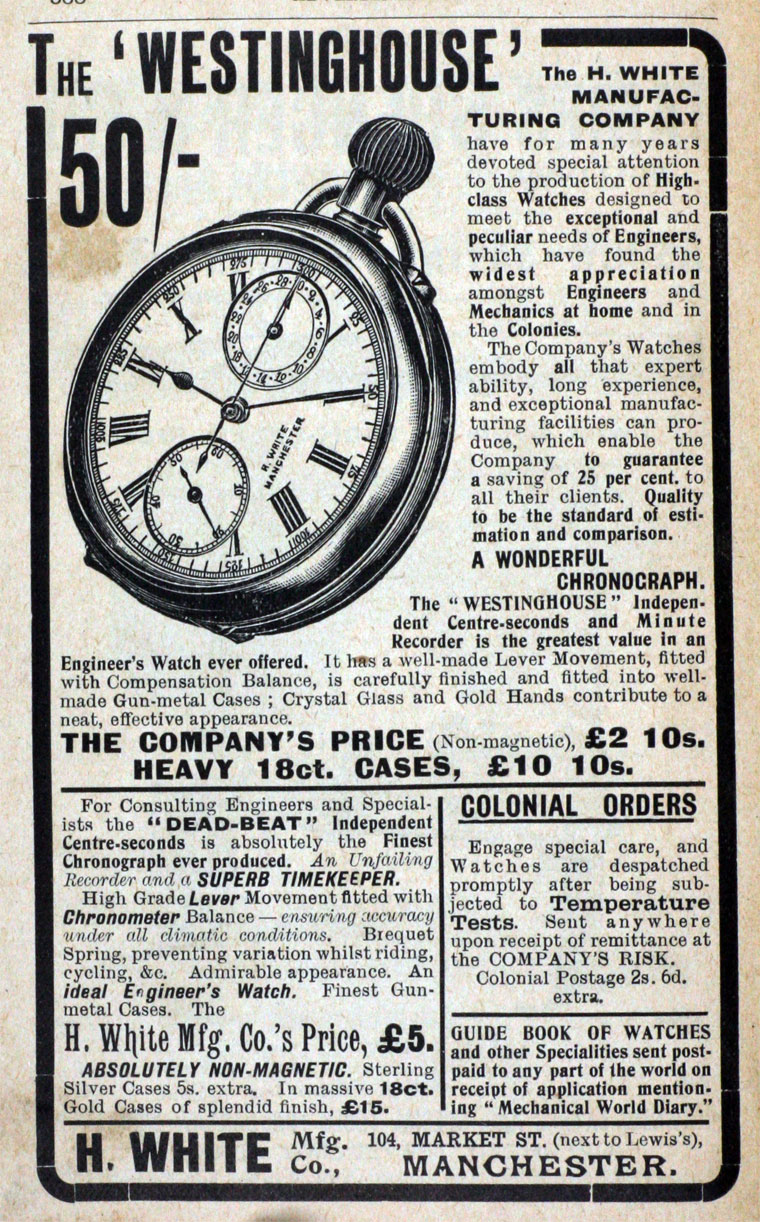 THE 'WESTINGHOUSE'
50/-
The H. WHITE
MANUFAC-
TURING COMPANY
have for many years
devoted special attention
to the production of High-
class Watches designed to
meet the exceptional and
peculiar needs of Engineers,
which have found the
widest appreciation
amongst Engineers and
Mechanics at home and in
the Colonies.
The Company's Watches
embody all that expert
ability, long experience,
and exceptional manufac-
turing facilities can pro-
duce, which enable the
Company to guarantee
a saving of 25 per cent. to
all their clients. Quality
to be the standard of esti-
mation and comparison.
A WONDERFUL
CHRONOGRAPH.
The "WESTINGHOUSE" Indepen-
dent Centre-seconds and Minute
Recorder is the greatest value in an
Engineer's Watch ever offered. It has a well-made Lever Movement, fitted
with Compensation Balance, is carefully finished and fitted into well-
made Gun-metal Cases ; Crystal Glass and Gold Hands contribute to a
neat, effective appearance.
THE COMPANY'S PRICE (Non-magnetic), £2 10s.
HEAVY 18ct. CASES, £10 10s.
H. WHITE
MANCHESTER
For Consulting Engineers and Special-
ists the "DEAD-BEAT" Independent
Centre-seconds is absolutely the Finest
Chronograph ever produced. An Unfailing
Recorder and a SUPERB TIMEKEEPER.
High Grade Lever Movement fitted with
Chronometer Balance — ensuring accuracy
under all climatic conditions. Breguet
Spring, preventing variation whilst riding,
cycling, &c. Admirable appearance. An
ideal Engineer's Watch. Finest Gun-
metal Cases. The
H. White Mfg. Co.'s Price, £5.
ABSOLUTELY NON-MAGNETIC. Sterling
Silver Cases 5s. extra. In massive 18ct.
Gold Cases of splendid finish, £15.
COLONIAL ORDERS
Engage special care, and
Watches are despatched
promptly after being sub-
jected to Temperature
Tests. Sent anywhere
upon receipt of remittance at
the COMPANY'S RISK.
Colonial Postage 2s. 6d.
extra.
GUIDE BOOK OF WATCHES
and other Specialities sent post-
paid to any part of the world on
receipt of application mention-
ing "Mechanical World Diary."
H. WHITE Mfg. Co., 104, MARKET ST. (next to Lewis's),
MANCHESTER.